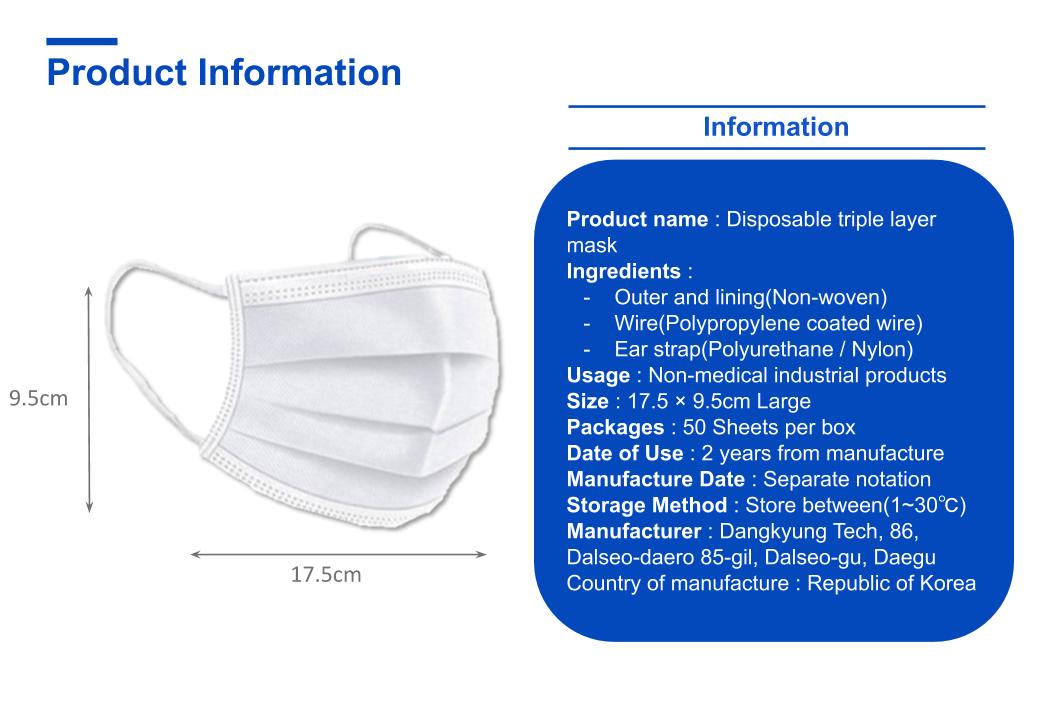 Product Information
Information
Product name : Disposable triple layer
mask
Ingredients :
- Outer and lining(Non-woven)
- Wire(Polypropylene coated wire)
- Ear strap(Polyurethane / Nylon)
Usage : Non-medical industrial products
Size : 17.5 × 9.5cm Large
Packages : 50 Sheets per box
Date of Use : 2 years from manufacture
Manufacture Date : Separate notation
Storage Method : Store between(1~30℃)
Manufacturer : Dangkyung Tech, 86,
Dalseo-daero 85-gil, Dalseo-gu, Daegu
Country of manufacture : Republic of Korea
9.5cm
17.5cm